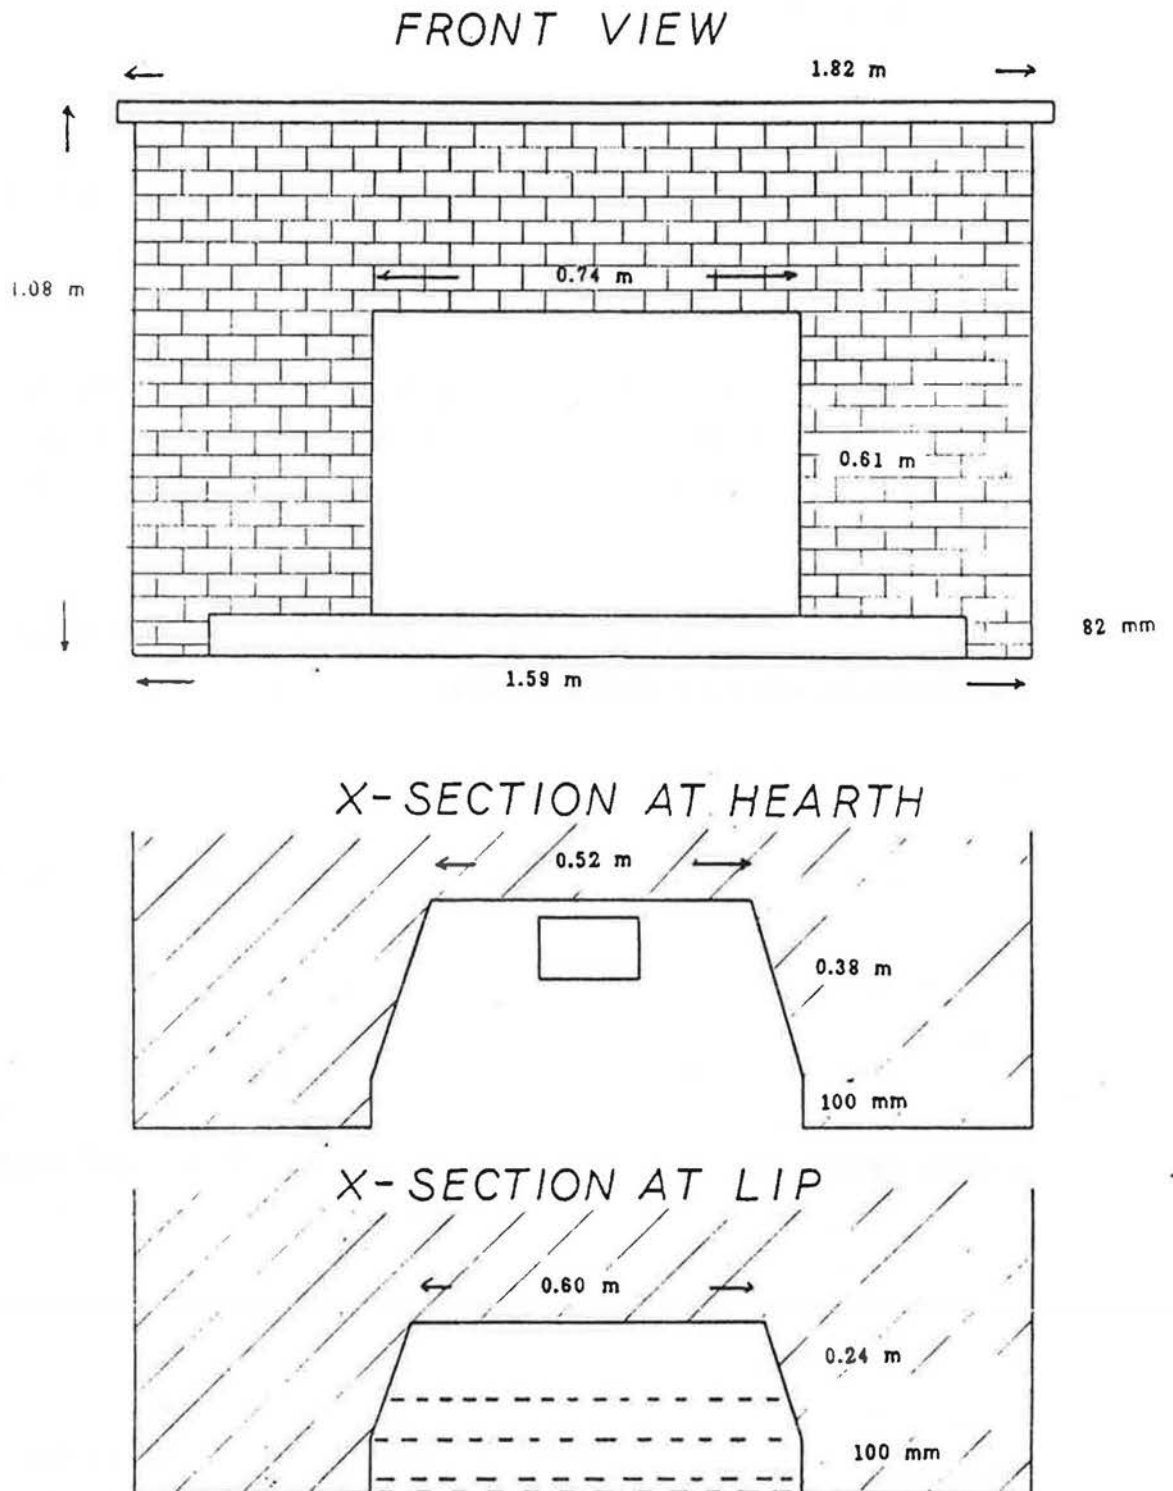 FRONT VIEW
1.82 m
0.74 m
1.08 m
0.61 m
82 mm
1.59 m
X-SECTION AT HEARTH
0.52 m
0.38 m
100 mm
X-SECTION AT LIP
0.60 m
0.24 m
100 mm